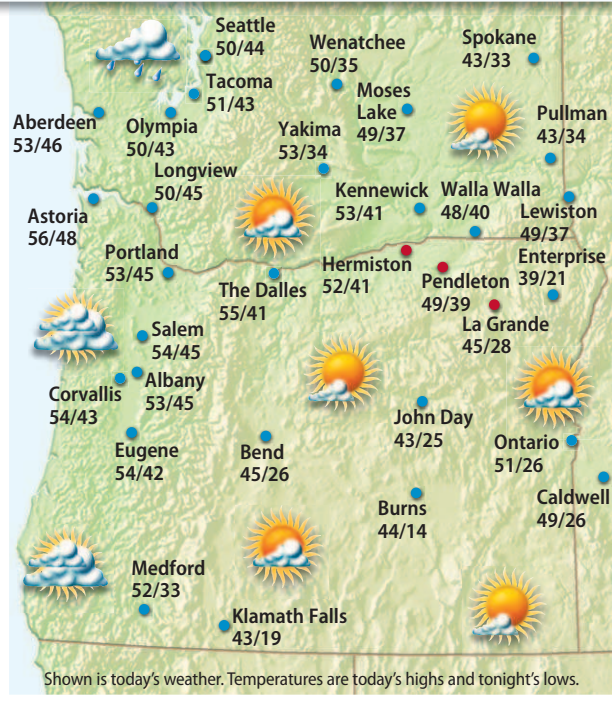 Seattle
50/44
Wenatchee
50/35
Spokane
43/33
Tacoma
51/43
Moses
Lake
49/37
Pullman
43/34
Aberdeen
53/46
Olympia
50/43
Yakima
53/34
Longview
50/45
Kennewick
53/41
Walla Walla
48/40
Lewiston
49/37
Astoria
56/48
Portland
53/45
The Dalles
55/41
Hermiston
52/41
Pendleton
49/39
Enterprise
39/21
La Grande
45/28
Salem
54/45
Albany
53/45
Corvallis
54/43
Eugene
54/42
Bend
45/26
John Day
43/25
Ontario
51/26
Caldwell
49/26
Burns
44/14
Medford
52/33
Klamath Falls
43/19
Shown is today's weather. Temperatures are today's highs and tonight's lows.